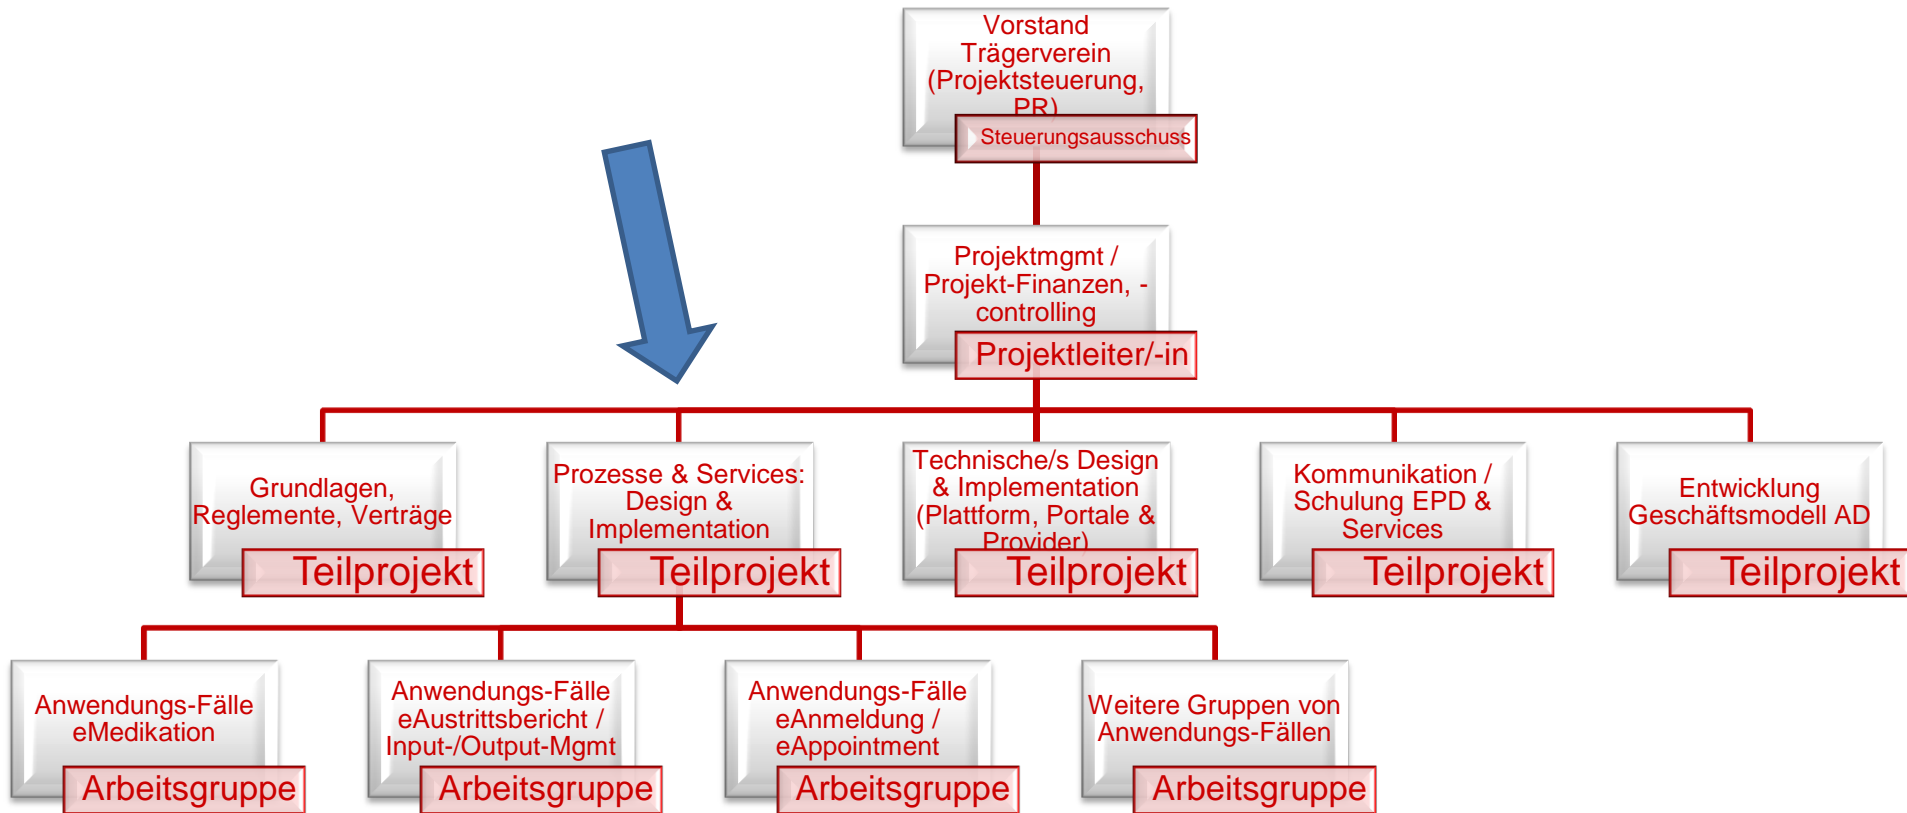 Vorstand
Trägerverein
(Projektsteuerung,
PR)
Steuerungsausschuss
Projektmgmt /
Projekt-Finanzen, -
controlling
Projektleiter/-in
Grundlagen,
Reglemente, Verträge
Teilprojekt
Prozesse & Services:
Design &
Implementation
Teilprojekt
Technische/s Design
& Implementation
(Plattform, Portale &
Provider)
Teilprojekt
Kommunikation /
Schulung EPD &
Services
Teilprojekt
Entwicklung
Geschäftsmodell AD
Teilprojekt
Anwendungs-Fälle
eMedikation
Arbeitsgruppe
Anwendungs-Fälle
eAustrittsbericht /
Input-/Output-Mgmt
Arbeitsgruppe
Anwendungs-Fälle
eAnmeldung /
eAppointment
Arbeitsgruppe
Weitere Gruppen von
Anwendungs-Fällen
Arbeitsgruppe